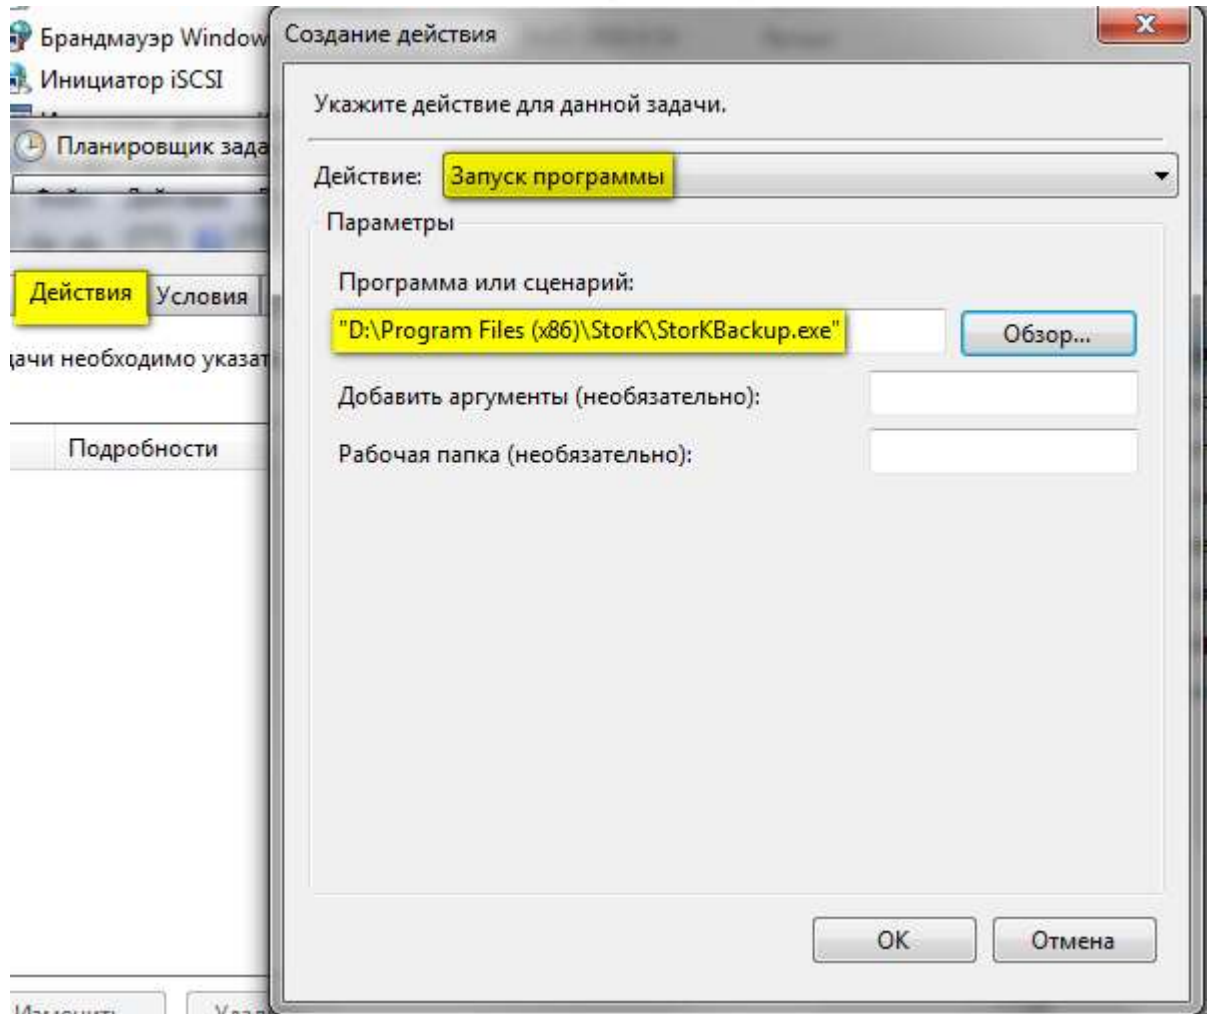 Брандмауэр Window
Инициатор iSCSI
Планировщик зада
Действия
Условия
дачи необходимо указат
Подробности
Изменить
Создание действия
Укажите действие для данной задачи.
Действие: Запуск программы
Параметры
Программа или сценарий:
"D:\Program Files (x86)\StorK\StorKBackup.exe"
Обзор...
Добавить аргументы (необязательно):
Рабочая папка (необязательно):
OK
Отмена